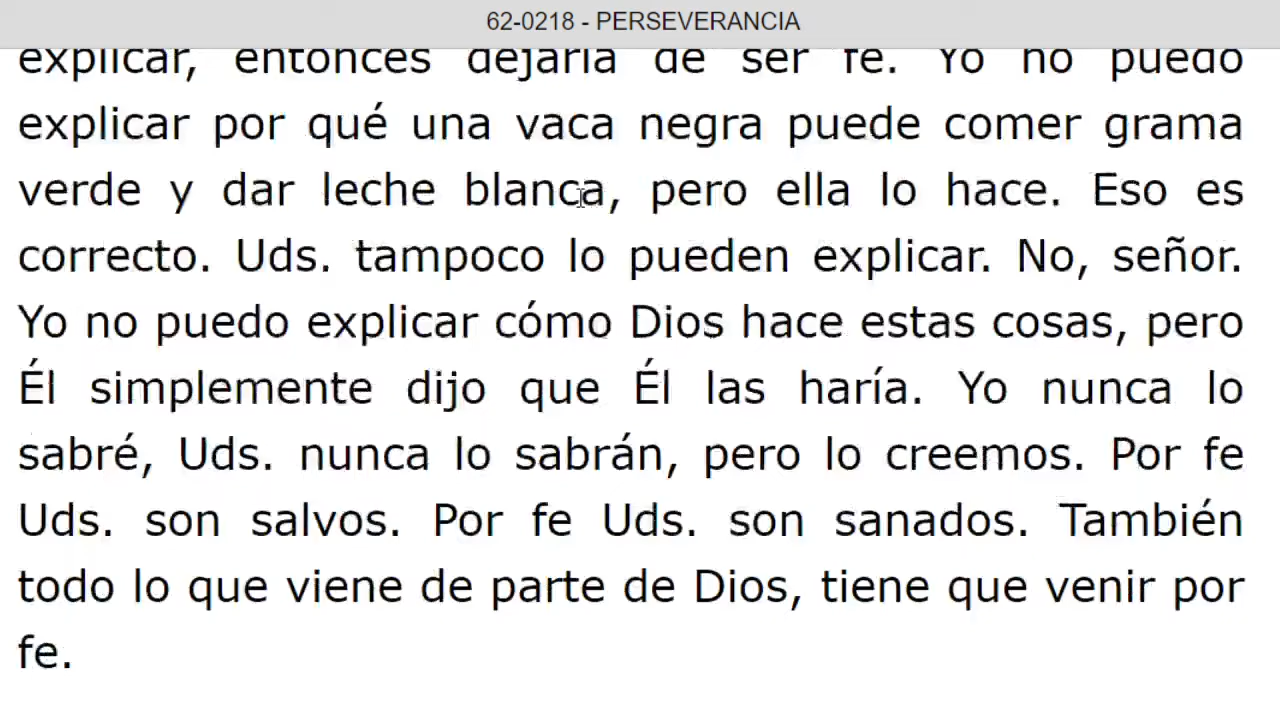 62-0218 - PERSEVERANCIA
explicar, entonces dejaría de ser fe. Yo no puedo
explicar por qué una vaca negra puede comer grama
verde y dar leche blanca, pero ella lo hace. Eso es
correcto. Uds. tampoco lo pueden explicar. No, señor.
Yo no puedo explicar cómo Dios hace estas cosas, pero
Él simplemente dijo que Él las haría. Yo nunca lo
sabré, Uds. nunca lo sabrán, pero lo creemos. Por fe
Uds. son salvos. Por fe Uds. son sanados. También
todo lo que viene de parte de Dios, tiene que venir por
fe.